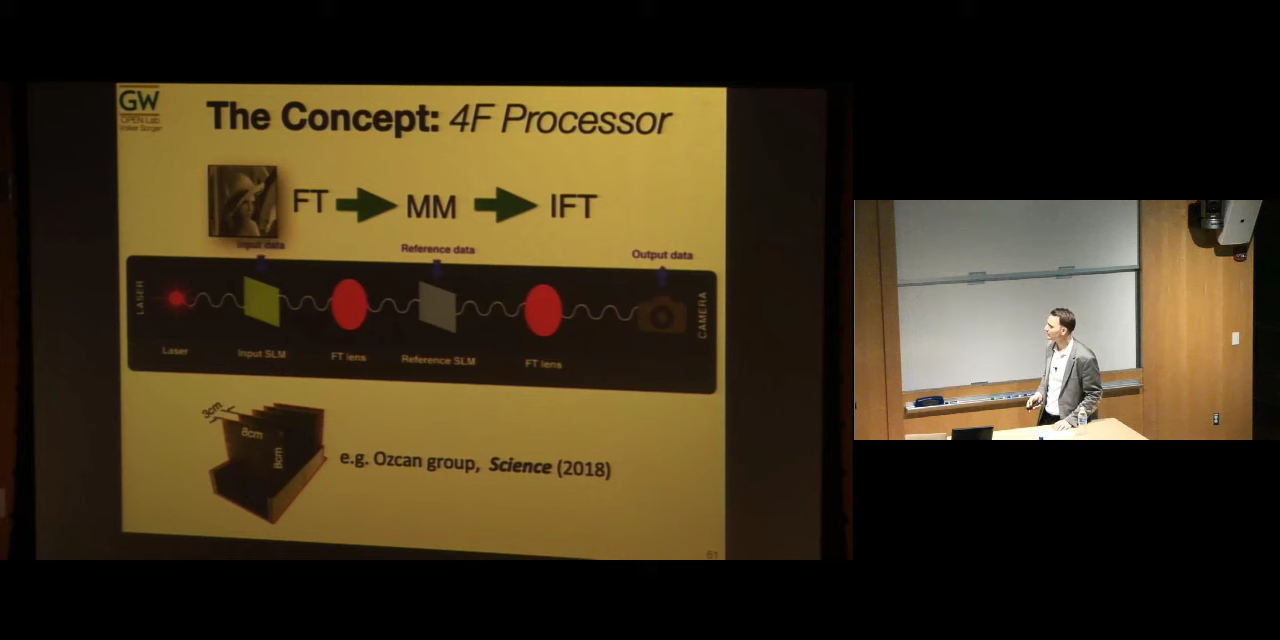 GW
OPEN Lab
Volker Sorger
The Concept: 4F Processor
FT MM IFT
Input data
Reference data
Output data
LASER
CAMERA
Laser
Input SLM
FT lens
Reference SLM
FT lens
3cm
8cm
8cm
e.g. Ozcan group, Science (2018)
61